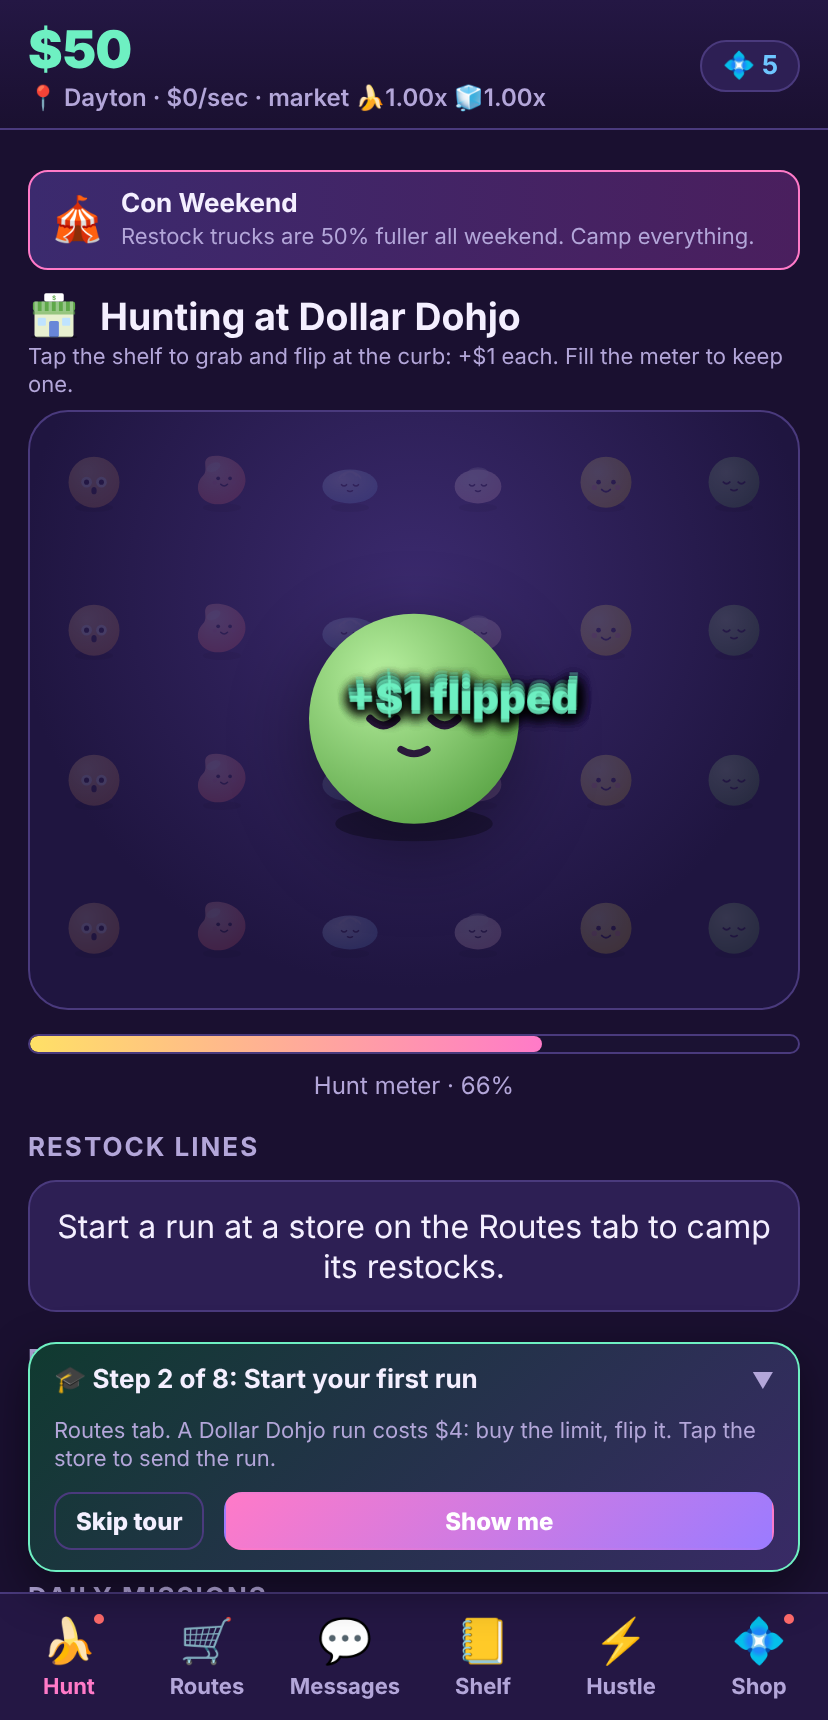 $50
Dayton · $0/sec · market 1.00x 1.00x
5
Con Weekend
Restock trucks are 50% fuller all weekend. Camp everything.
Hunting at Dollar Dohjo
Tap the shelf to grab and flip at the curb: +$1 each. Fill the meter to keep
one.
+$1 flipped
Hunt meter · 66%
RESTOCK LINES
Start a run at a store on the Routes tab to camp
its restocks.
Step 2 of 8: Start your first run
Routes tab. A Dollar Dohjo run costs $4: buy the limit, flip it. Tap the
store to send the run.
Skip tour
Show me
DAILY MISSIONS
Hunt
Routes
Messages
Shelf
Hustle
Shop